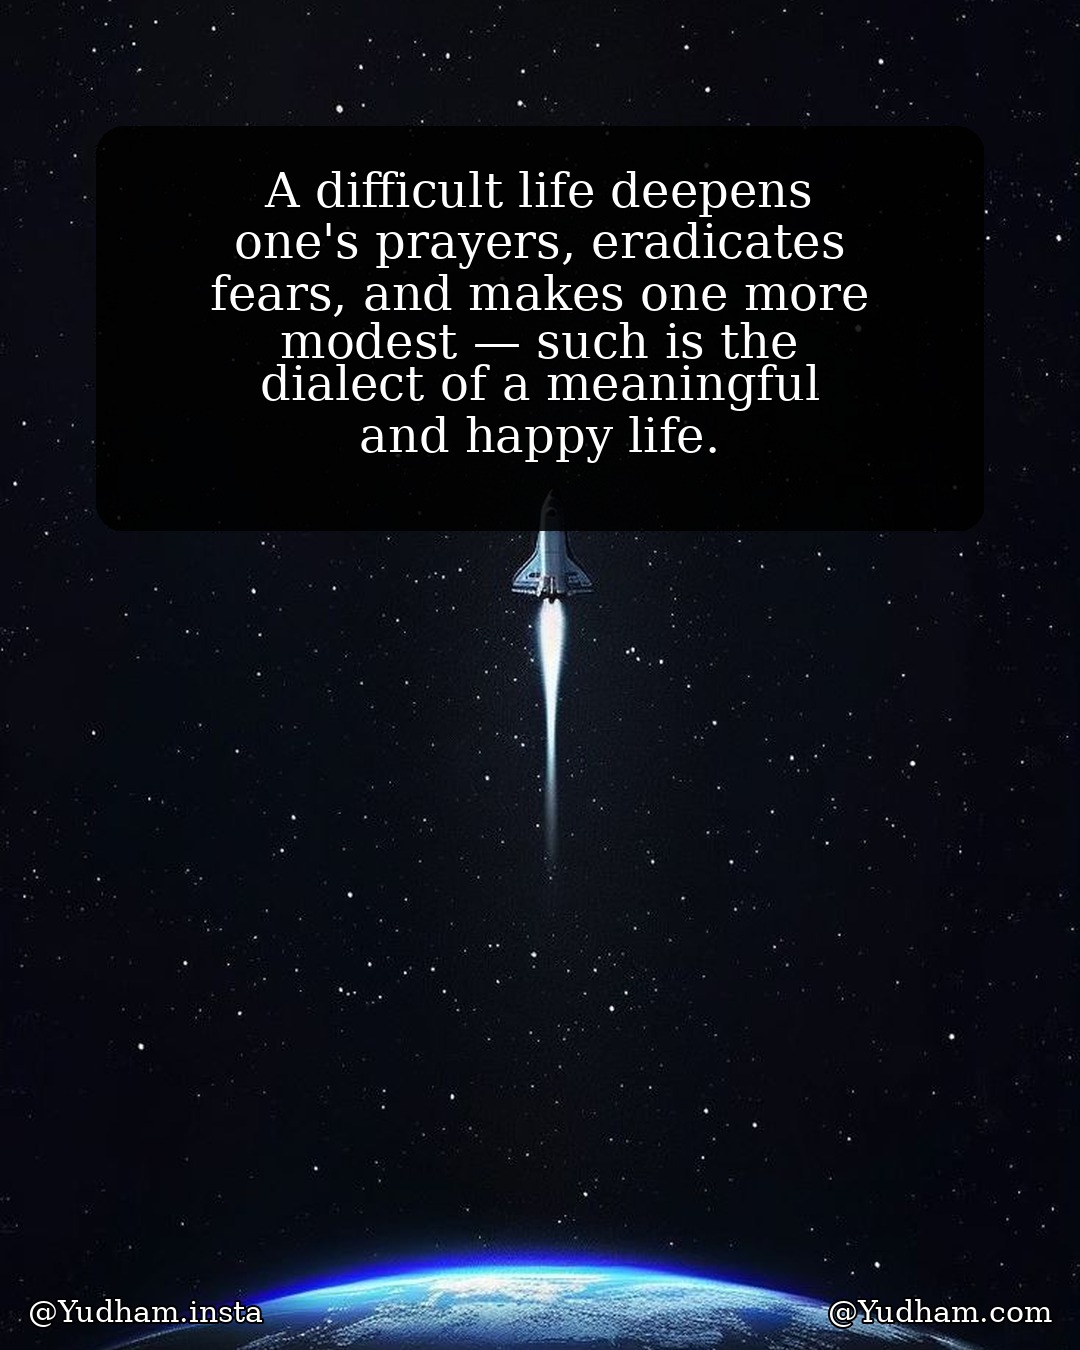 A difficult life deepens
one's prayers, eradicates
fears, and makes one more
modest — such is the
dialect of a meaningful
and happy life.
@Yudham.insta
@Yudham.com